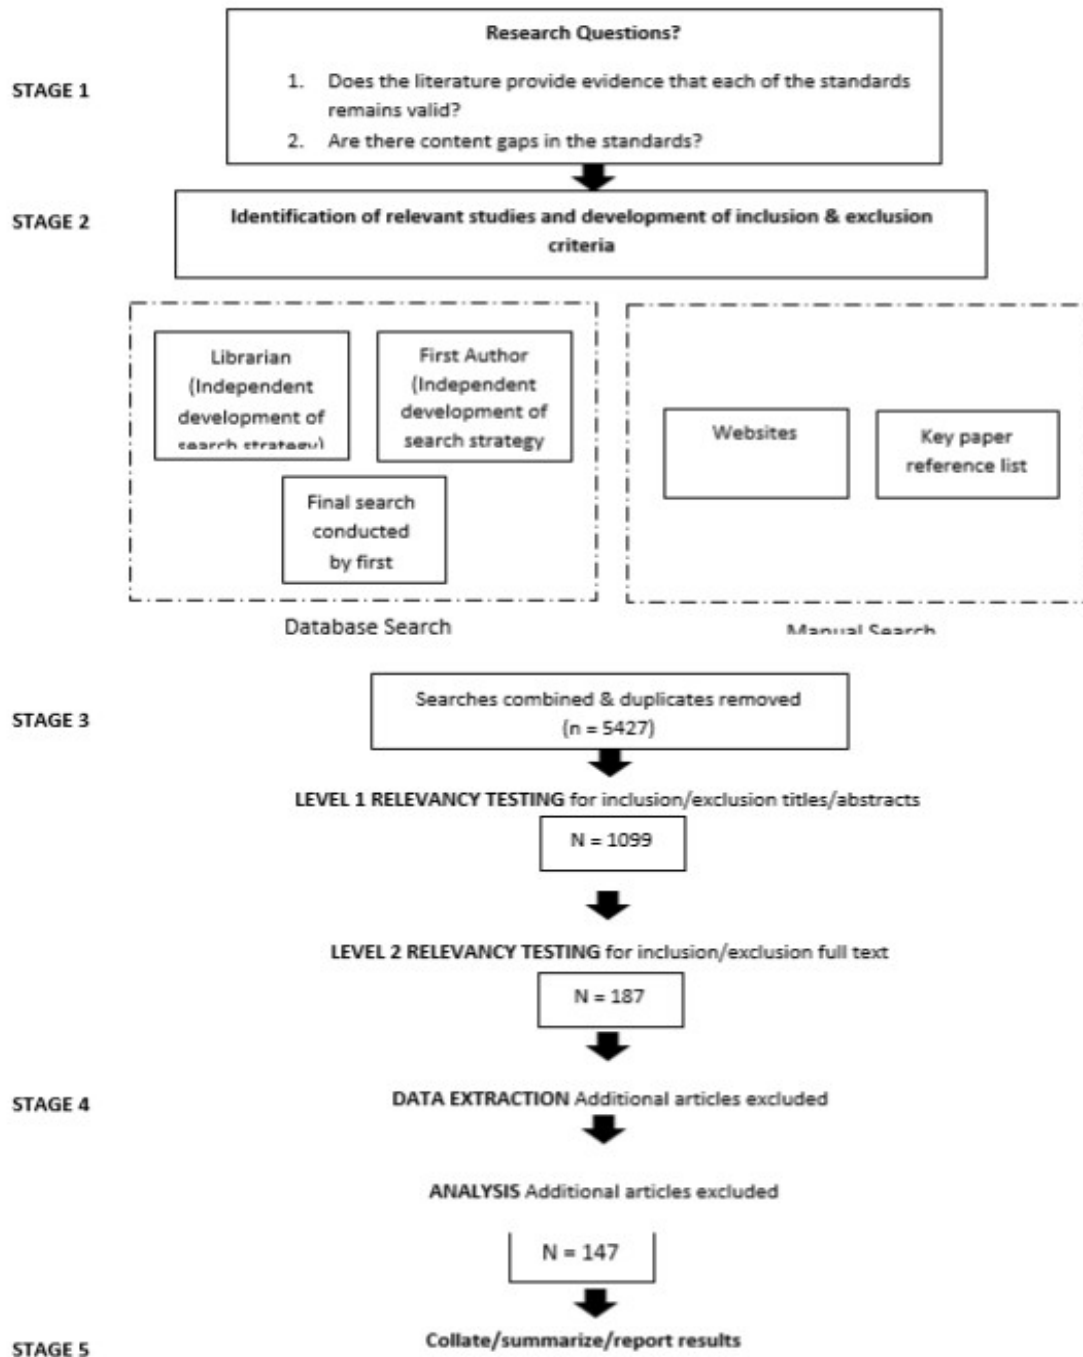 Research Questions?
STAGE 1
1. Does the literature provide evidence that each of the standards
remains valid?
2. Are there content gaps in the standards?
STAGE 2
Identification of relevant studies and development of inclusion & exclusion
criteria
Librarian
(Independent
development of
search strategy)
First Author
(Independent
development of
search strategy
Final search
conducted
by first
Websites
Key paper
reference list
Database Search
Manual Search
STAGE 3
Searches combined & duplicates removed
(n = 5427)
LEVEL 1 RELEVANCY TESTING for inclusion/exclusion titles/abstracts
N = 1099
LEVEL 2 RELEVANCY TESTING for inclusion/exclusion full text
N = 187
STAGE 4
DATA EXTRACTION Additional articles excluded
ANALYSIS Additional articles excluded
N = 147
STAGE 5
Collate/summarize/report results